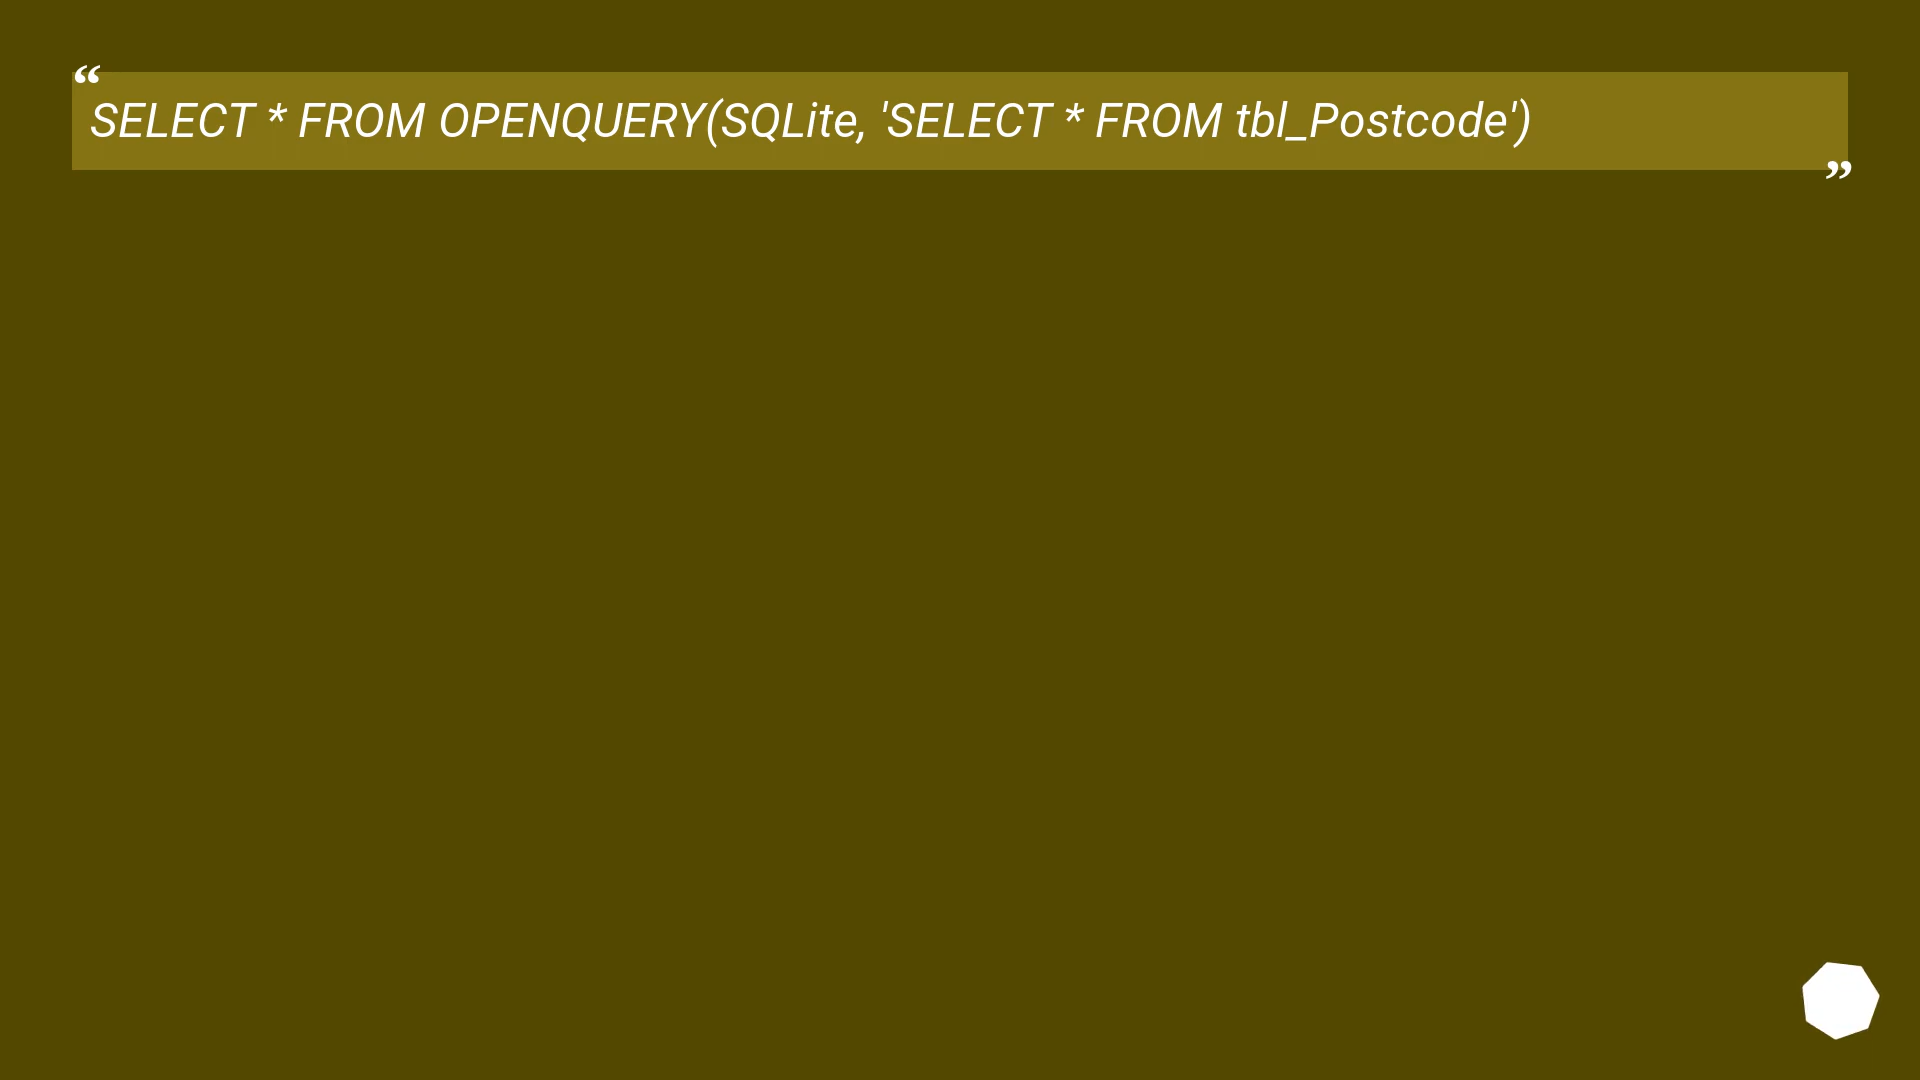 “
SELECT * FROM OPENQUERY(SQLite, 'SELECT * FROM tbl_Postcode')
”